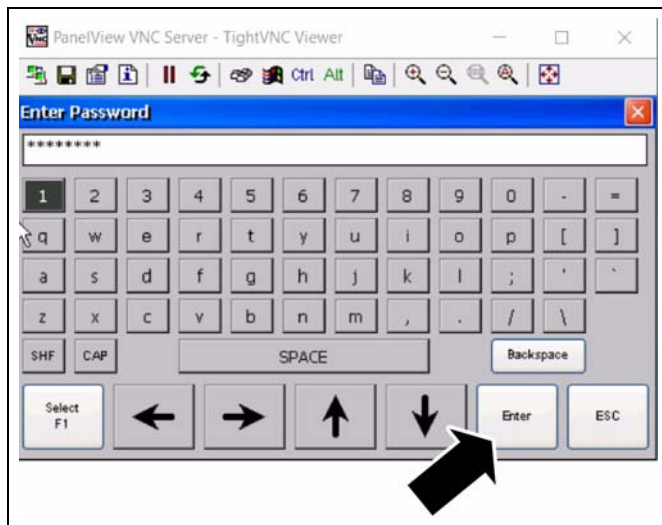 PanelView VNC Server - TightVNC Viewer
Ctrl Alt
Enter Password
********
1 2 3 4 5 6 7 8 9 0 - =
q w e r t y u i o p [ ]
a s d f g h j k l ; ' `
z x c v b n m , . / \
SHF CAP SPACE Backspace
Select
F1
Enter ESC